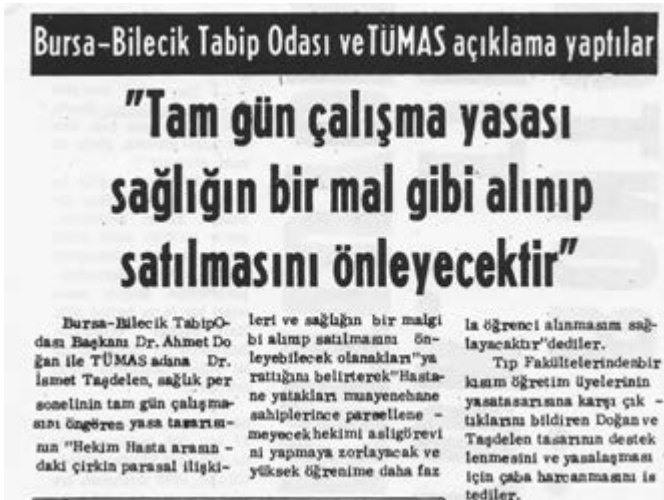 Bursa-Bilecik Tabip Odası ve TÜMAS açıklama yaptılar
"Tam gün çalışma yasası
sağlığın bir mal gibi alınıp
satılmasını önleyecektir"
Bursa-Bilecik TabipO-
dası Başkanı Dr. Ahmet Do
ğan ile TÜMAS adına Dr.
İsmet Taşdelen, sağlık per
sonelinin tam gün çalışma-
sını öngören yasa tasarısı-
nın "Hekim Hasta arasın -
daki çirkin parasal ilişki-
leri ve sağlığın bir malgi
bi alınıp satılmasını ön-
leyebilecek olanakları "ya
rattığını belirterek "Hasta-
ne yatakları muayenehane
sahiplerince parsellene -
meyecek hekimi asligörevi
ni yapmaya zorlayacak ve
yüksek öğrenime daha faz
la öğrenci alınmasını sağ-
layacaktır"dediler.
Tıp Fakültelerindenbir
kısım öğretim üyelerinin
yasatasarısına karşı çık -
tıklarını bildiren Doğan ve
Taşdelen tasarının destek
lenmesini ve yasalaşması
için çaba harcanmasını is
tediler.